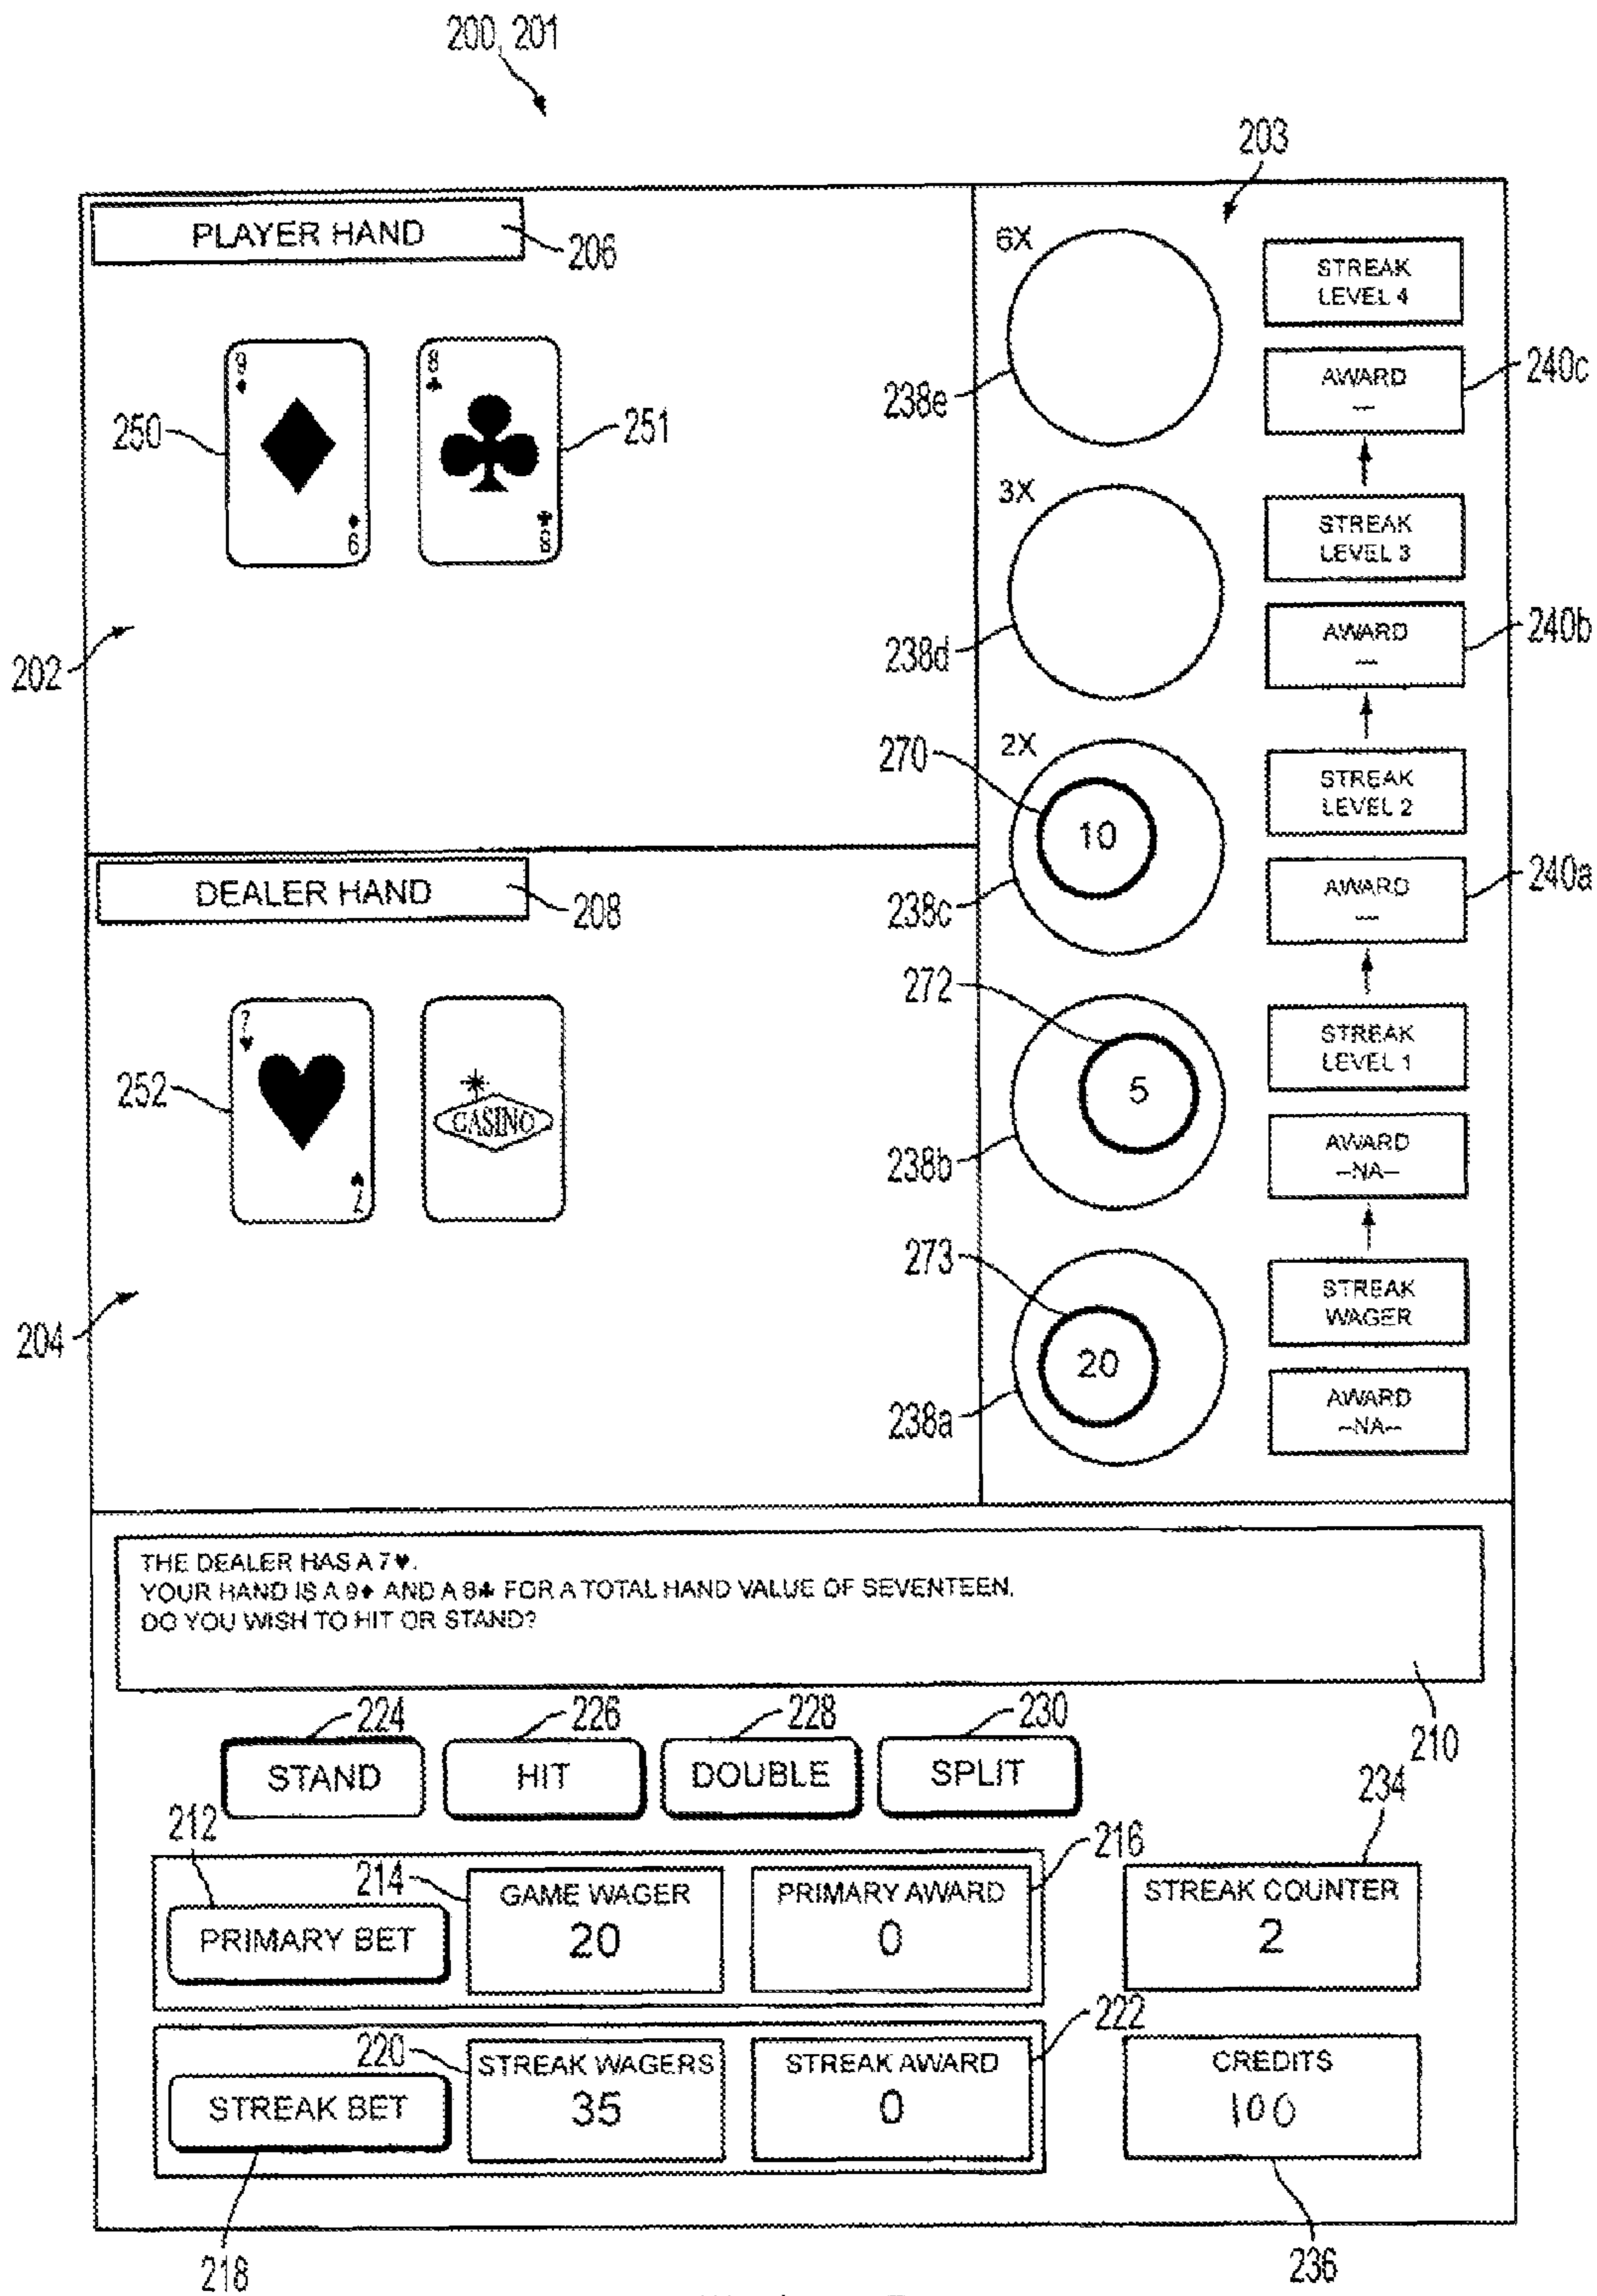 200, 201
203
PLAYER HAND
206
9
6
8
8
250
251
202
DEALER HAND
208
7
7
CASINO
252
204
6X
238e
STREAK
LEVEL 4
AWARD
--
240c
3X
238d
STREAK
LEVEL 3
AWARD
--
240b
2X
270
10
238c
STREAK
LEVEL 2
AWARD
--
240a
272
5
238b
STREAK
LEVEL 1
AWARD
--NA--
273
20
238a
STREAK
WAGER
AWARD
--NA--
THE DEALER HAS A 7♥.
YOUR HAND IS A 9♦ AND A 8♣ FOR A TOTAL HAND VALUE OF SEVENTEEN.
DO YOU WISH TO HIT OR STAND?
210
224
226
228
230
STAND
HIT
DOUBLE
SPLIT
212
214
216
234
PRIMARY BET
GAME WAGER
20
PRIMARY AWARD
0
STREAK COUNTER
2
218
220
222
236
STREAK BET
STREAK WAGERS
35
STREAK AWARD
0
CREDITS
100